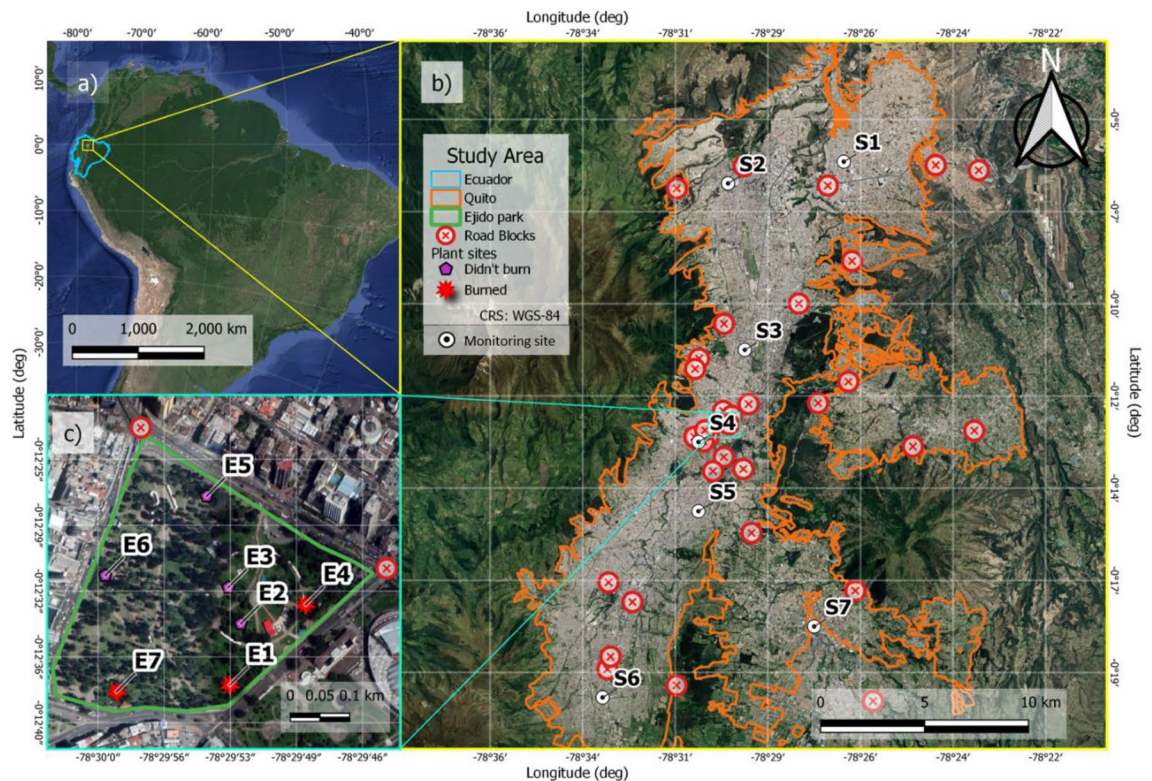 Longitude (deg)
-80°0′ -70°0′ -60°0′ -50°0′ -40°0′ -78°34′ -78°31′ -78°29′ -78°26′ -78°24′ -78°22′
a)
b)
N
-0°10′
0°0′
-10°0′
-20°0′
-30°0′
-0°5′
-0°7′
-0°10′
-0°12′
-0°14′
-0°17′
-0°19′
Study Area
Ecuador
Quito
Ejido park
Road Blocks
Plant sites
Didn't burn
Burned
CRS: WGS-84
Monitoring site
0 1,000 2,000 km
S1
S2
S3
S4
S5
S6
S7
0 5 10 km
Latitude (deg)
Latitude (deg)
c)
-0°12′25″
-0°12′29″
-0°12′32″
-0°12′36″
-0°12′40″
E5
E6
E3
E4
E2
E1
E7
0 0.05 0.1 km
-78°30′0″ -78°29′55″ -78°29′53″ -78°29′49″ -78°29′46″ -78°36′ -78°34′ -78°31′ -78°29′ -78°26′ -78°24′ -78°22′
Longitude (deg)